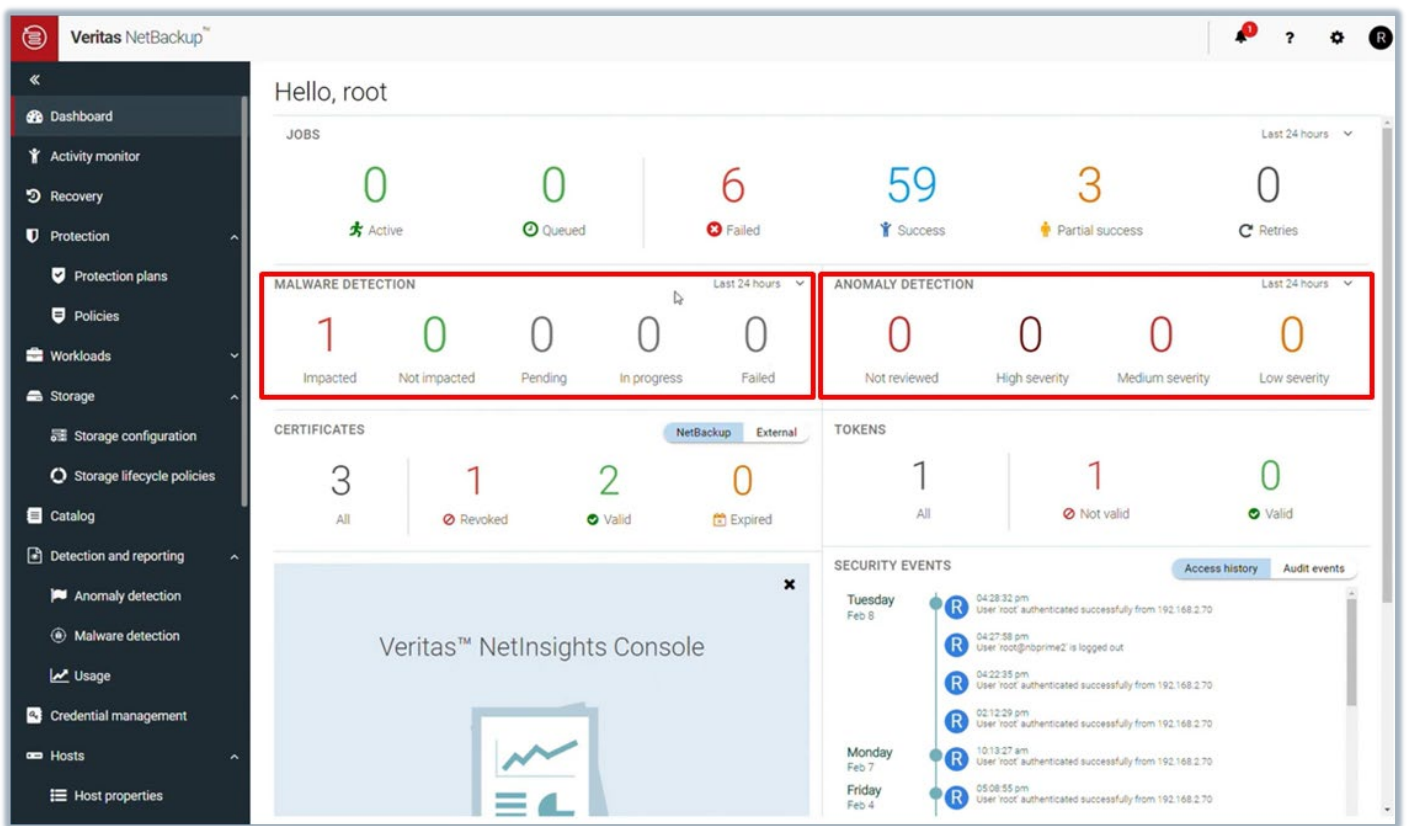 Veritas NetBackup™
1
?
R
«
Dashboard
Activity monitor
Recovery
Protection
Protection plans
Policies
Workloads
Storage
Storage configuration
Storage lifecycle policies
Catalog
Detection and reporting
Anomaly detection
Malware detection
Usage
Credential management
Hosts
Host properties
Hello, root
JOBS
Last 24 hours
0 0 6 59 3 0
Active Queued Failed Success Partial success Retries
MALWARE DETECTION
Last 24 hours
1 0 0 0 0
Impacted Not impacted Pending In progress Failed
ANOMALY DETECTION
Last 24 hours
0 0 0 0
Not reviewed High severity Medium severity Low severity
CERTIFICATES
NetBackup External
3 1 2 0
All Revoked Valid Expired
TOKENS
1 1 0
All Not valid Valid
Veritas™ NetInsights Console
SECURITY EVENTS
Access history Audit events
Tuesday
Feb 8
R
04:28:32 pm
User 'root' authenticated successfully from 192.168.2.70
R
04:27:58 pm
User 'root@nbprime2' is logged out
R
04:22:35 pm
User 'root' authenticated successfully from 192.168.2.70
R
02:12:29 pm
User 'root' authenticated successfully from 192.168.2.70
Monday
Feb 7
R
10:13:27 am
User 'root' authenticated successfully from 192.168.2.70
Friday
Feb 4
R
05:08:55 pm
User 'root' authenticated successfully from 192.168.2.70